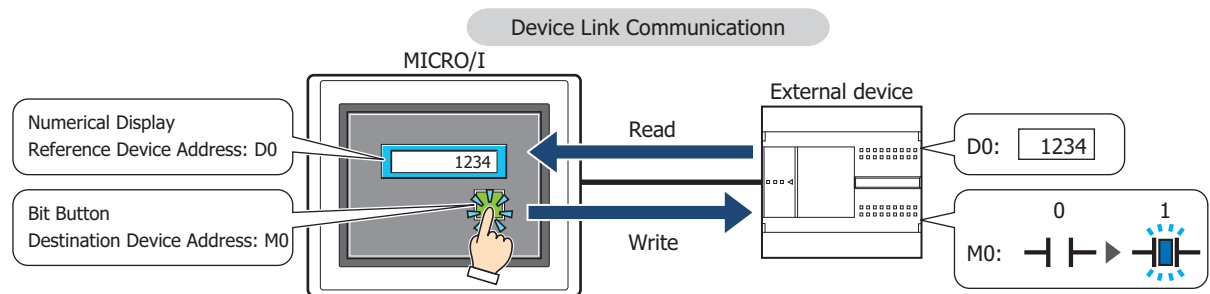 Device Link Communicationn
MICRO/I
External device
Numerical Display
Reference Device Address: D0
1234
Read
D0: 1234
Bit Button
Destination Device Address: M0
Write
0 1
M0: